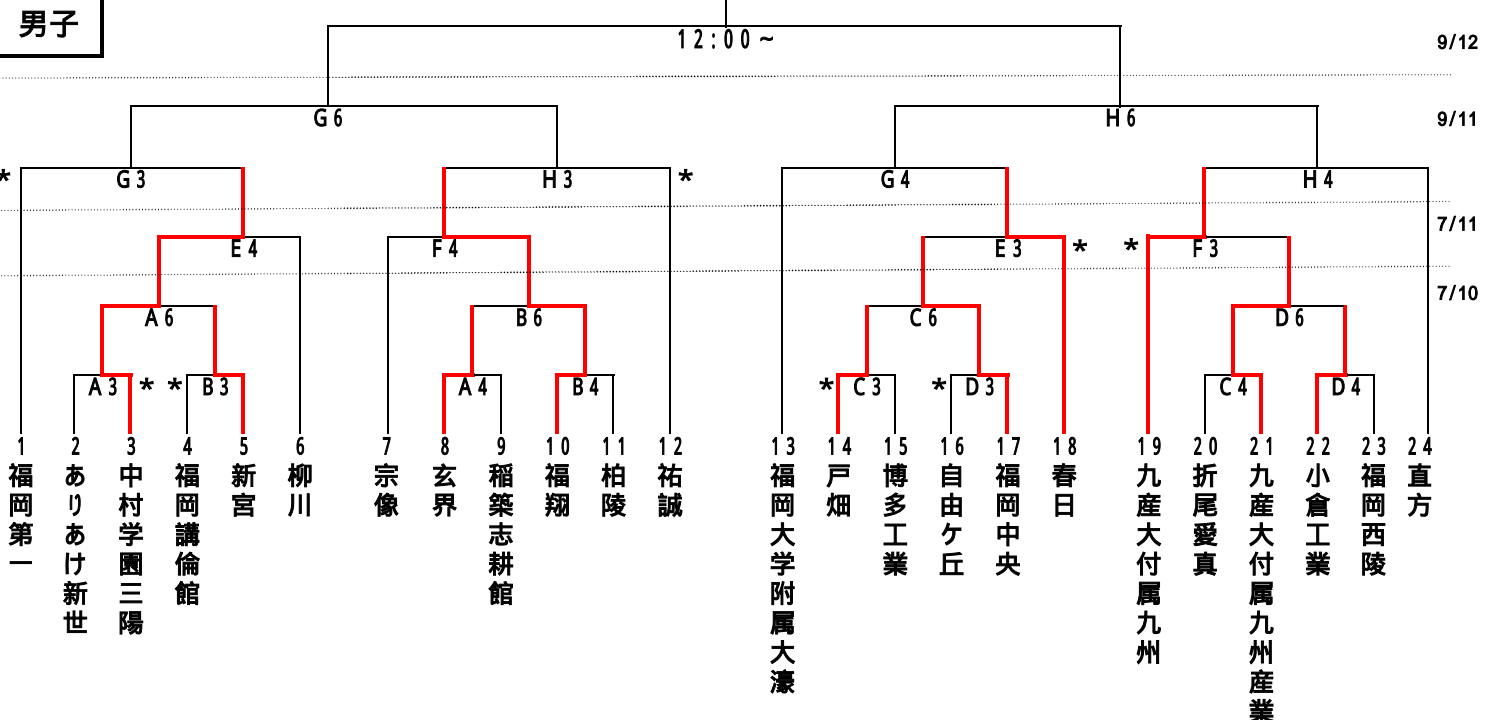 男子
12:00～
9/12
G6
H6
9/11
*
G3
H3
*
G4
H4
E4
F4
E3
*
*
F3
7/11
A6
B6
C6
D6
7/10
A3
*
*
B3
A4
B4
*
C3
*
D3
C4
D4
1
2
3
4
5
6
7
8
9
10
11
12
13
14
15
16
17
18
19
20
21
22
23
24
福岡第一
ありあけ新世
中村学園三陽
福岡講倫館
新宮
柳川
宗像
玄界
稲築志耕館
福翔
柏陵
祐誠
福岡大学附属大濠
戸畑
博多工業
自由ケ丘
福岡中央
春日
九産大付属九州
折尾愛真
九産大付属九州産業
小倉工業
福岡西陵
直方